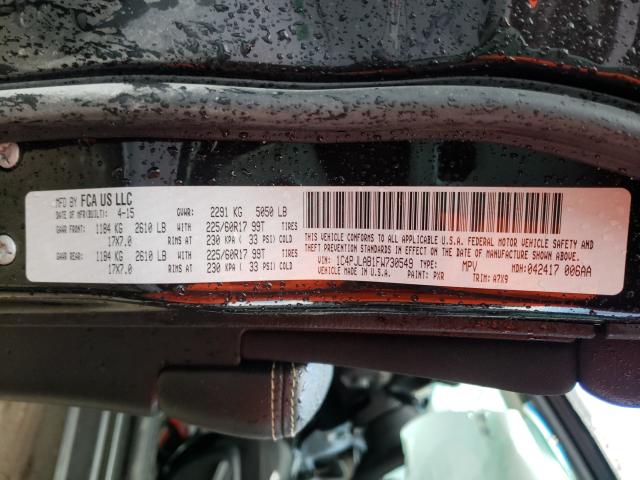 MFD BY FCA US LLC
DATE OF MFR(BUILT): 4-15 GVWR: 2291 KG 5050 LB
GAWR FRONT: 1184 KG 2610 LB 225/60R17 99T TIRES
17X7.0 RIMS AT 230 KPA ( 33 PSI) COLD
GAWR REAR: 1184 KG 2610 LB 225/60R17 99T TIRES
17X7.0 RIMS AT 230 KPA ( 33 PSI) COLD
THIS VEHICLE CONFORMS TO ALL APPLICABLE U.S.A. FEDERAL MOTOR VEHICLE SAFETY AND
THEFT PREVENTION STANDARDS IN EFFECT ON THE DATE OF MANUFACTURE SHOWN ABOVE.
VIN: 1C4PJLAB1FW730549 TYPE: MPV MDH:042417 006AA
VEHICLE MADE IN U.S.A. PAINT: PXR TRIM: A7X9